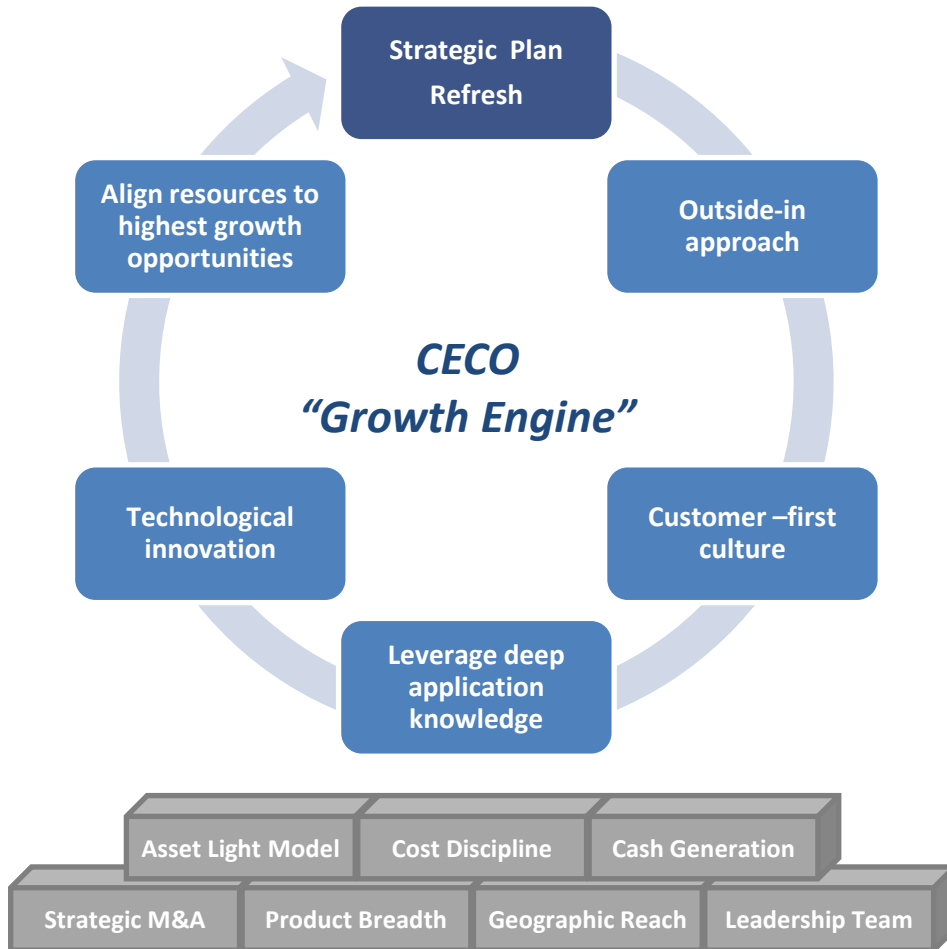 Strategic Plan
Refresh
Align resources to
highest growth
opportunities
Outside-in
approach
CECO
“Growth Engine”
Technological
innovation
Customer –first
culture
Leverage deep
application
knowledge
Asset Light Model
Cost Discipline
Cash Generation
Strategic M&A
Product Breadth
Geographic Reach
Leadership Team